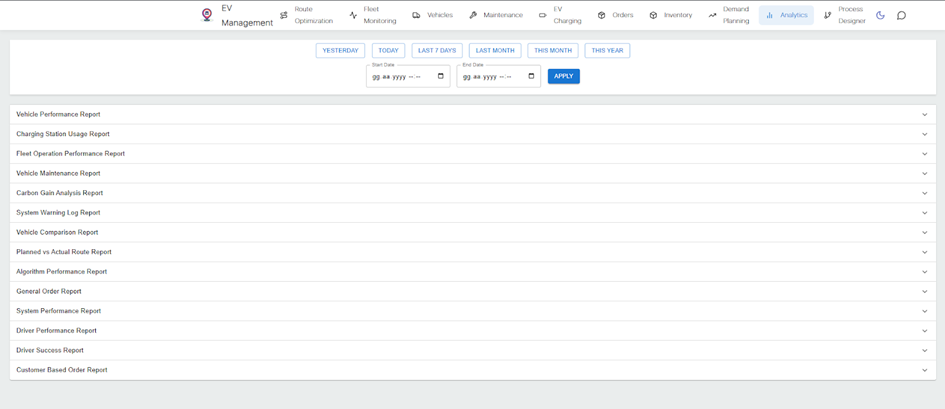 EV Management
Route Optimization
Fleet Monitoring
Vehicles
Maintenance
EV Charging
Orders
Inventory
Demand Planning
Analytics
Process Designer
YESTERDAY TODAY LAST 7 DAYS LAST MONTH THIS MONTH THIS YEAR
Start Date End Date
gg.aa.yyyy --:-- gg.aa.yyyy --:-- APPLY
Vehicle Performance Report
Charging Station Usage Report
Fleet Operation Performance Report
Vehicle Maintenance Report
Carbon Gain Analysis Report
System Warning Log Report
Vehicle Comparison Report
Planned vs Actual Route Report
Algorithm Performance Report
General Order Report
System Performance Report
Driver Performance Report
Driver Success Report
Customer Based Order Report